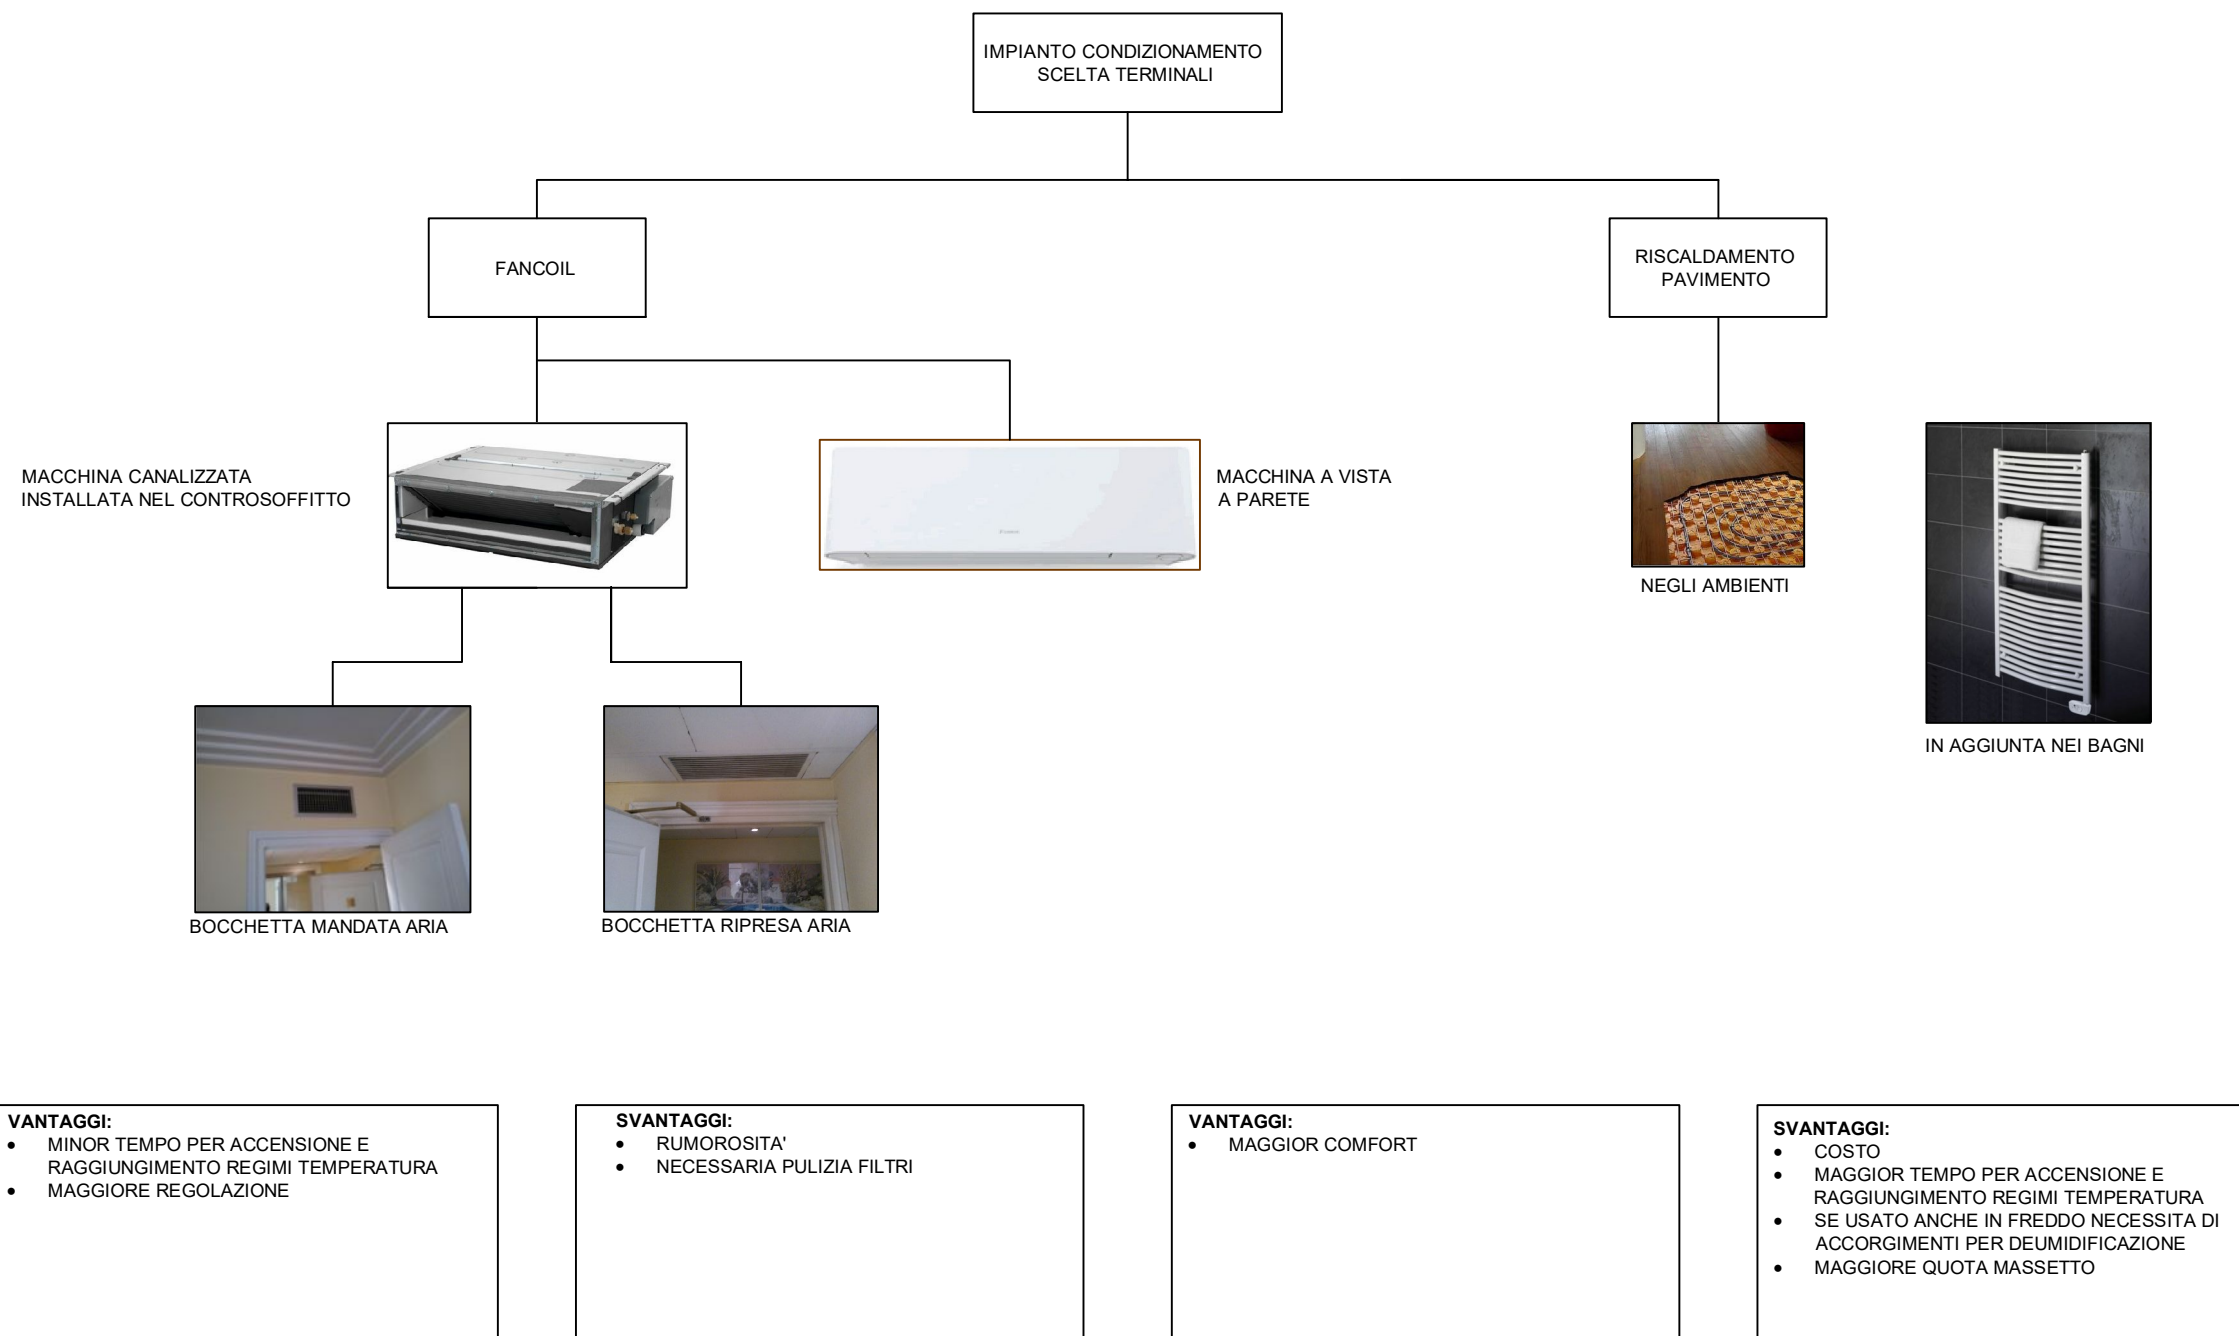 IMPIANTO CONDIZIONAMENTO
SCELTA TERMINALI
FANCOIL
RISCALDAMENTO
PAVIMENTO
MACCHINA CANALIZZATA
INSTALLATA NEL CONTROSOFFITTO
MACCHINA A VISTA
A PARETE
NEGLI AMBIENTI
IN AGGIUNTA NEI BAGNI
BOCCHETTA MANDATA ARIA
BOCCHETTA RIPRESA ARIA
VANTAGGI:
• MINOR TEMPO PER ACCENSIONE E
RAGGIUNGIMENTO REGIMI TEMPERATURA
• MAGGIORE REGOLAZIONE
SVANTAGGI:
• RUMOROSITA'
• NECESSARIA PULIZIA FILTRI
VANTAGGI:
• MAGGIOR COMFORT
SVANTAGGI:
• COSTO
• MAGGIOR TEMPO PER ACCENSIONE E
RAGGIUNGIMENTO REGIMI TEMPERATURA
• SE USATO ANCHE IN FREDDO NECESSITA DI
ACCORGIMENTI PER DEUMIDIFICAZIONE
• MAGGIORE QUOTA MASSETTO